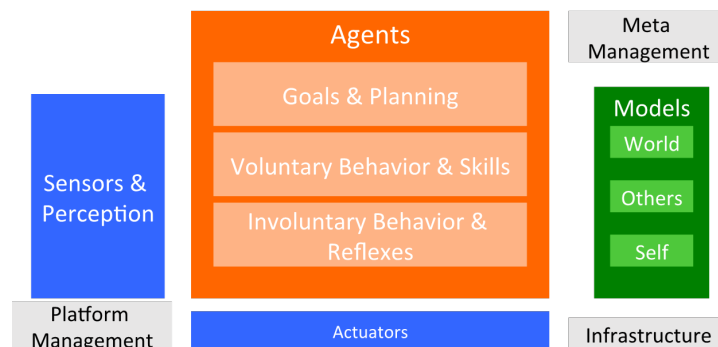 Agents
Goals & Planning
Voluntary Behavior & Skills
Involuntary Behavior &
Reflexes
Meta
Management
Sensors &
Perception
Models
World
Others
Self
Platform
Management
Actuators
Infrastructure